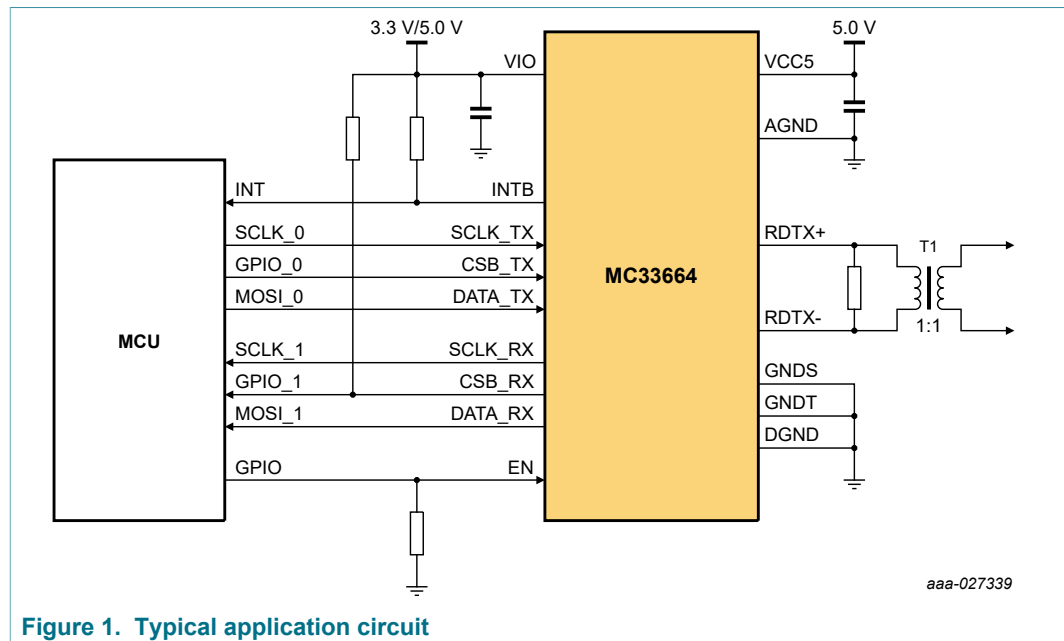 3.3 V/5.0 V
5.0 V
VIO
VCC5
AGND
INT
INTB
SCLK_0
SCLK_TX
RDTX+
T1
GPIO_0
CSB_TX
MC33664
MOSI_0
DATA_TX
MCU
RDTX-
1:1
SCLK_1
SCLK_RX
GNDS
GPIO_1
CSB_RX
GNDT
MOSI_1
DATA_RX
DGND
GPIO
EN
aaa-027339
Figure 1. Typical application circuit